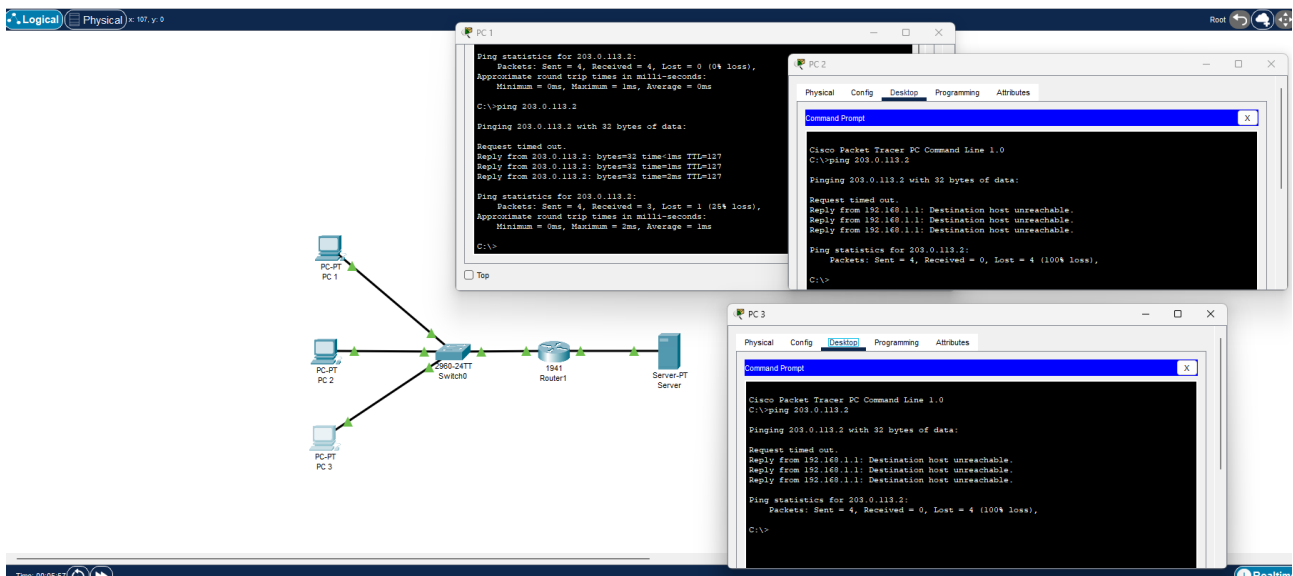 Logical
Physical
x: 107, y: 0
Root
PC 1
Ping statistics for 203.0.113.2:
Packets: Sent = 4, Received = 4, Lost = 0 (0% loss),
Approximate round trip times in milli-seconds:
Minimum = 0ms, Maximum = 1ms, Average = 0ms
C:\>ping 203.0.113.2
Pinging 203.0.113.2 with 32 bytes of data:
Request timed out.
Reply from 203.0.113.2: bytes=32 time<1ms TTL=127
Reply from 203.0.113.2: bytes=32 time=1ms TTL=127
Reply from 203.0.113.2: bytes=32 time=2ms TTL=127
Ping statistics for 203.0.113.2:
Packets: Sent = 4, Received = 3, Lost = 1 (25% loss),
Approximate round trip times in milli-seconds:
Minimum = 0ms, Maximum = 2ms, Average = 1ms
C:\>
Top
PC 2
Physical Config Desktop Programming Attributes
Command Prompt
X
Cisco Packet Tracer PC Command Line 1.0
C:\>ping 203.0.113.2
Pinging 203.0.113.2 with 32 bytes of data:
Request timed out.
Reply from 192.168.1.1: Destination host unreachable.
Reply from 192.168.1.1: Destination host unreachable.
Reply from 192.168.1.1: Destination host unreachable.
Ping statistics for 203.0.113.2:
Packets: Sent = 4, Received = 0, Lost = 4 (100% loss),
C:\>
PC 3
Physical Config Desktop Programming Attributes
Command Prompt
X
Cisco Packet Tracer PC Command Line 1.0
C:\>ping 203.0.113.2
Pinging 203.0.113.2 with 32 bytes of data:
Request timed out.
Reply from 192.168.1.1: Destination host unreachable.
Reply from 192.168.1.1: Destination host unreachable.
Reply from 192.168.1.1: Destination host unreachable.
Ping statistics for 203.0.113.2:
Packets: Sent = 4, Received = 0, Lost = 4 (100% loss),
C:\>
PC-PT
PC 1
PC-PT
PC 2
2960-24TT
Switch0
1941
Router1
Server-PT
Server
PC-PT
PC 3
Time: 00:05:57
Realtime